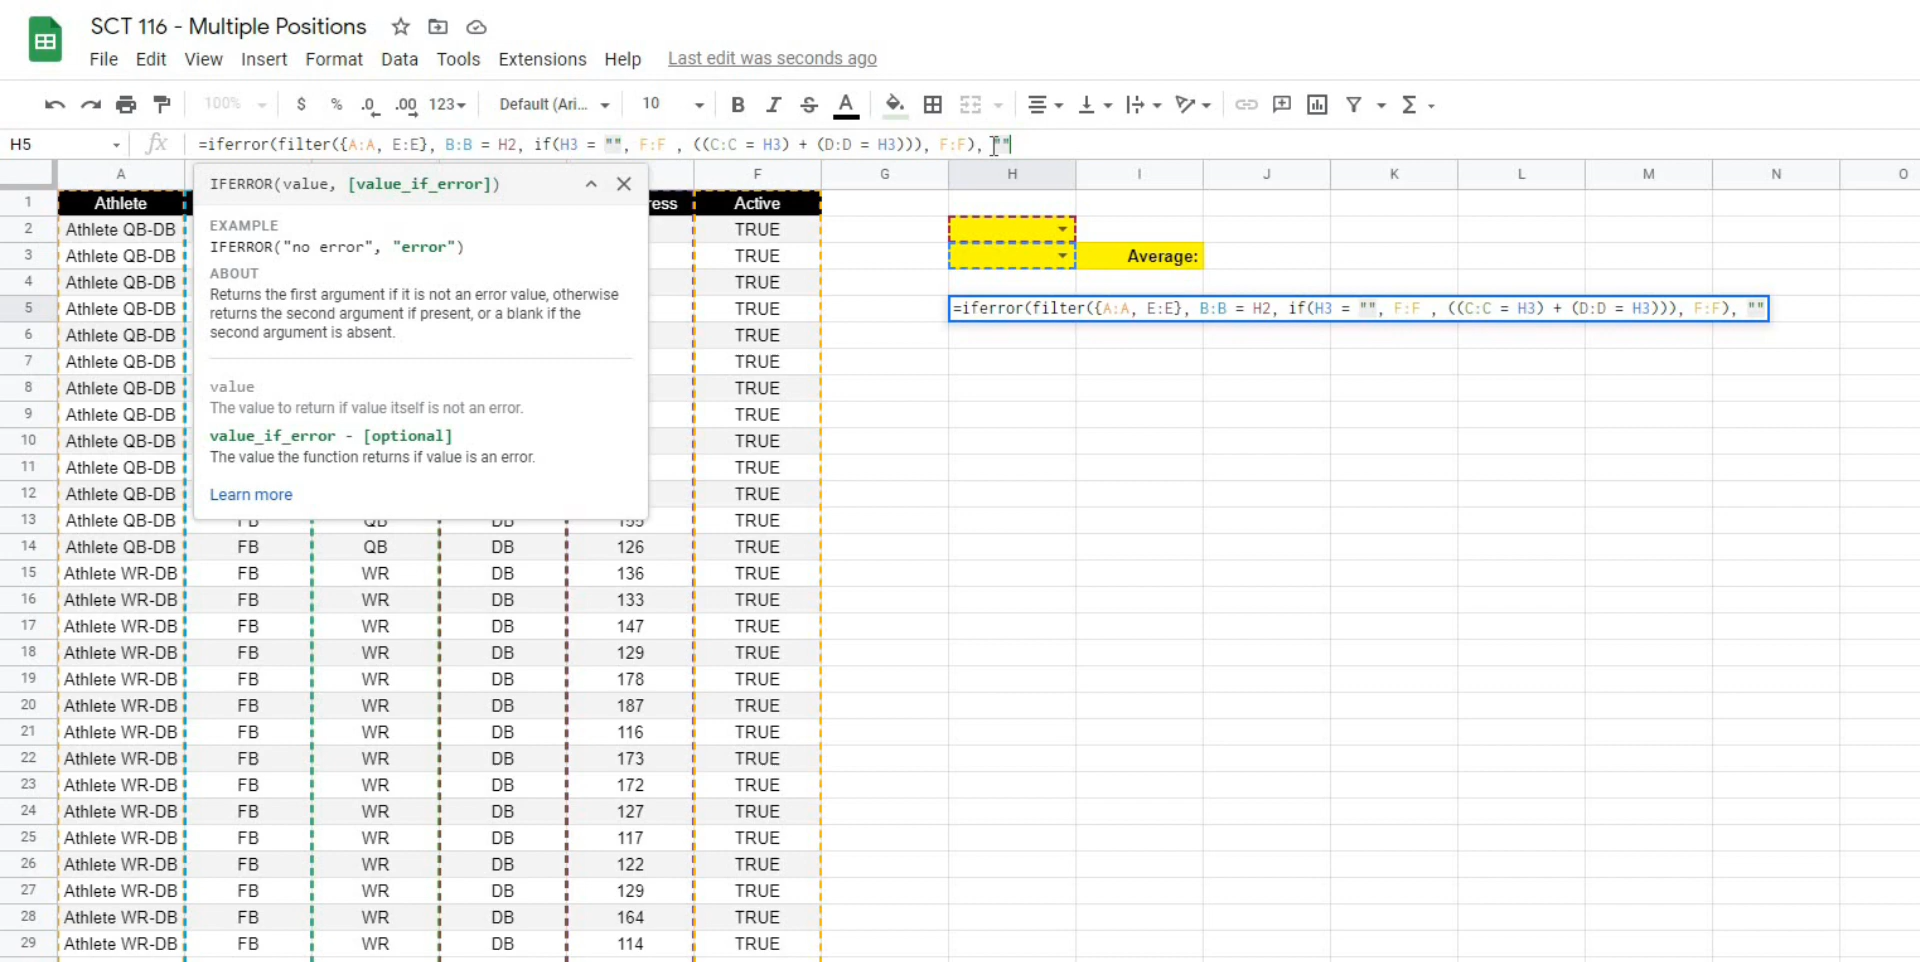 SCT 116 - Multiple Positions
File Edit View Insert Format Data Tools Extensions Help Last edit was seconds ago
100% $ % .0 .00 123 Default (Ari... 10 B I S A Σ
H5 fx =iferror(filter({A:A, E:E}, B:B = H2, if(H3 = "", F:F , ((C:C = H3) + (D:D = H3))), F:F), ""
A F G H I J K L M N O
IFERROR(value, [value_if_error])
EXAMPLE
IFERROR("no error", "error")
ABOUT
Returns the first argument if it is not an error value, otherwise
returns the second argument if present, or a blank if the
second argument is absent.
value
The value to return if value itself is not an error.
value_if_error - [optional]
The value the function returns if value is an error.
Learn more
1 Athlete ress Active
2 Athlete QB-DB TRUE
3 Athlete QB-DB TRUE Average:
4 Athlete QB-DB TRUE
5 Athlete QB-DB TRUE =iferror(filter({A:A, E:E}, B:B = H2, if(H3 = "", F:F , ((C:C = H3) + (D:D = H3))), F:F), ""
6 Athlete QB-DB TRUE
7 Athlete QB-DB TRUE
8 Athlete QB-DB TRUE
9 Athlete QB-DB TRUE
10 Athlete QB-DB TRUE
11 Athlete QB-DB TRUE
12 Athlete QB-DB TRUE
13 Athlete QB-DB FB QB DB 155 TRUE
14 Athlete QB-DB FB QB DB 126 TRUE
15 Athlete WR-DB FB WR DB 136 TRUE
16 Athlete WR-DB FB WR DB 133 TRUE
17 Athlete WR-DB FB WR DB 147 TRUE
18 Athlete WR-DB FB WR DB 129 TRUE
19 Athlete WR-DB FB WR DB 178 TRUE
20 Athlete WR-DB FB WR DB 187 TRUE
21 Athlete WR-DB FB WR DB 116 TRUE
22 Athlete WR-DB FB WR DB 173 TRUE
23 Athlete WR-DB FB WR DB 172 TRUE
24 Athlete WR-DB FB WR DB 127 TRUE
25 Athlete WR-DB FB WR DB 117 TRUE
26 Athlete WR-DB FB WR DB 122 TRUE
27 Athlete WR-DB FB WR DB 129 TRUE
28 Athlete WR-DB FB WR DB 164 TRUE
29 Athlete WR-DB FB WR DB 114 TRUE